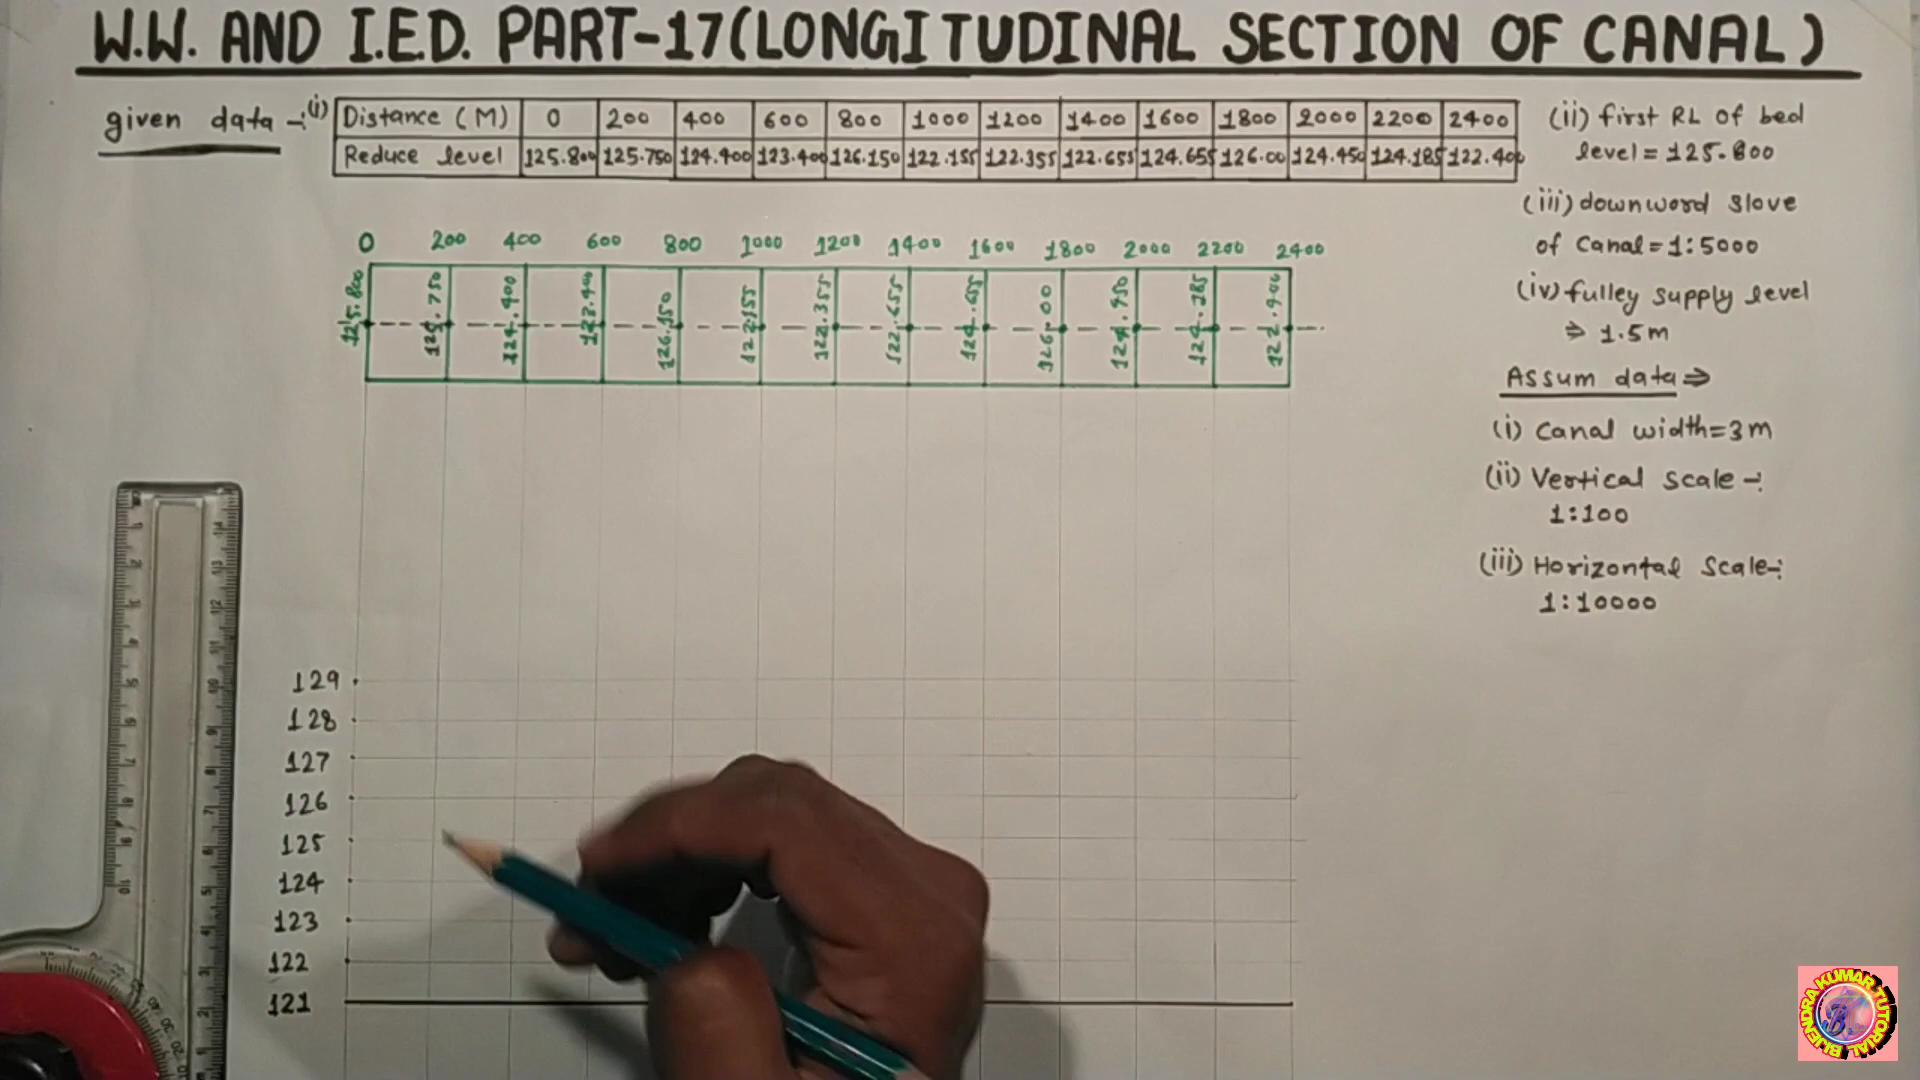 W.W. AND I.E.D. PART-17(LONGITUDINAL SECTION OF CANAL)
given data -:(i)
Distance (M) 0 200 400 600 800 1000 1200 1400 1600 1800 2000 2200 2400
Reduce level 125.800 125.750 124.400 123.400 126.150 122.155 122.355 122.655 124.655 126.00 124.450 124.185 122.400
(ii) first RL of bed
level = 125.800
(iii) downword slove
of canal = 1:5000
(iv) fulley supply level
⇒ 1.5m
Assum data ⇒
(i) canal width=3m
(ii) Vertical scale -:
1:100
(iii) Horizontal scale-:
1:10000
0 200 400 600 800 1000 1200 1400 1600 1800 2000 2200 2400
125.800 125.750 124.400 123.400 126.150 122.155 122.355 122.655 124.655 126.00 124.450 124.185 122.400
129
128
127
126
125
124
123
122
121
BIJENDRA KUMAR TUTORIAL